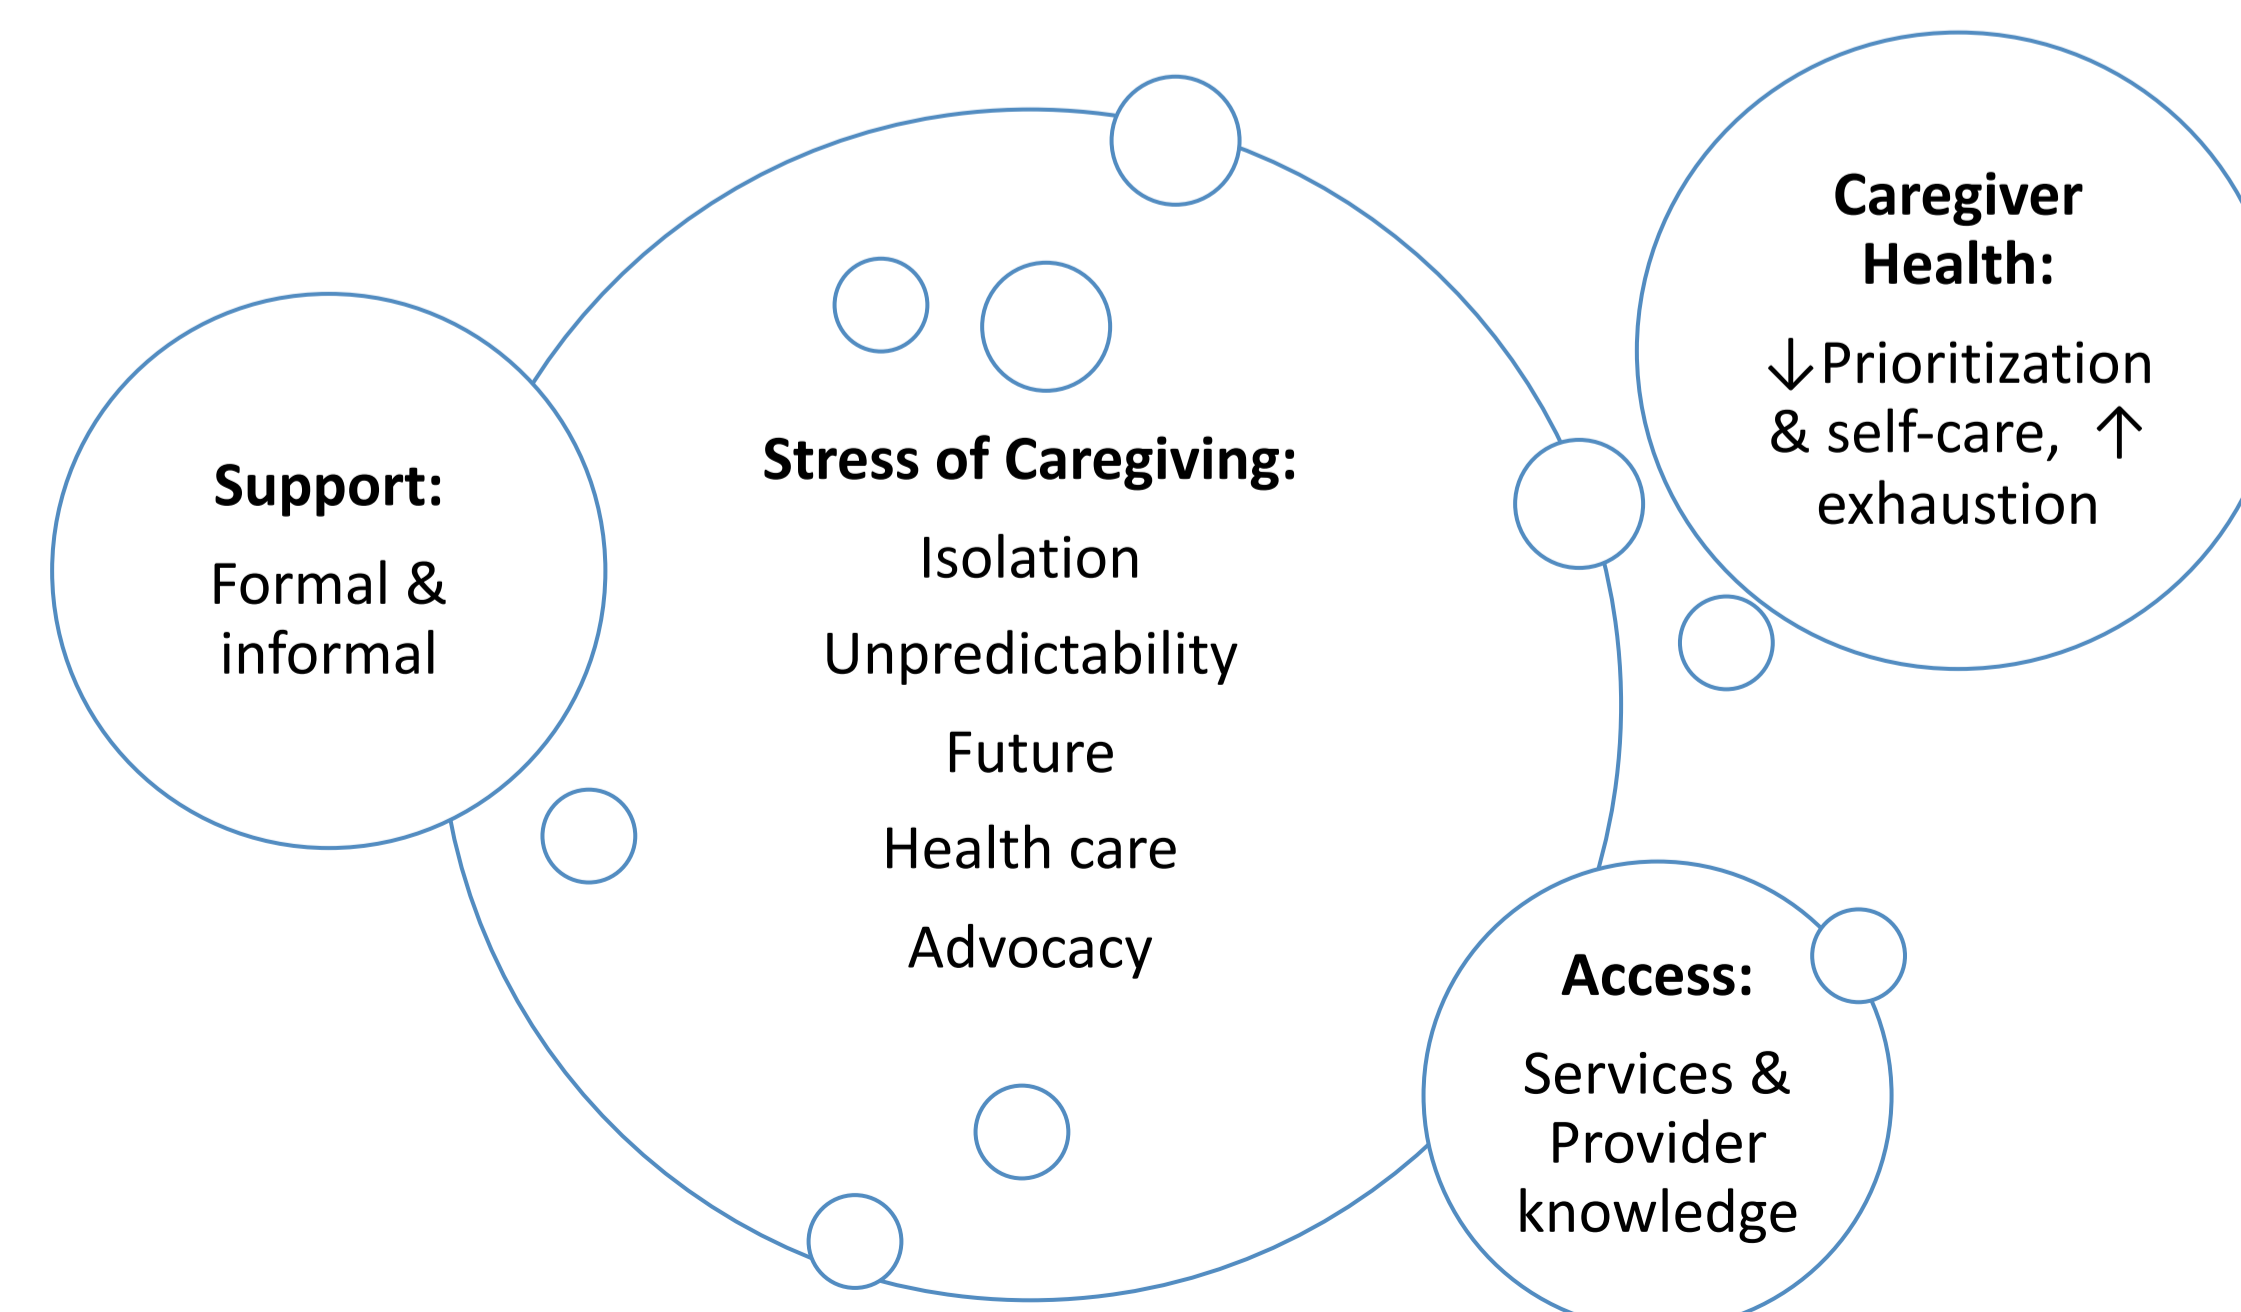 Support:
Formal &
informal
Stress of Caregiving:
Isolation
Unpredictability
Future
Health care
Advocacy
Caregiver
Health:
↓Prioritization
& self-care, ↑
exhaustion
Access:
Services &
Provider
knowledge